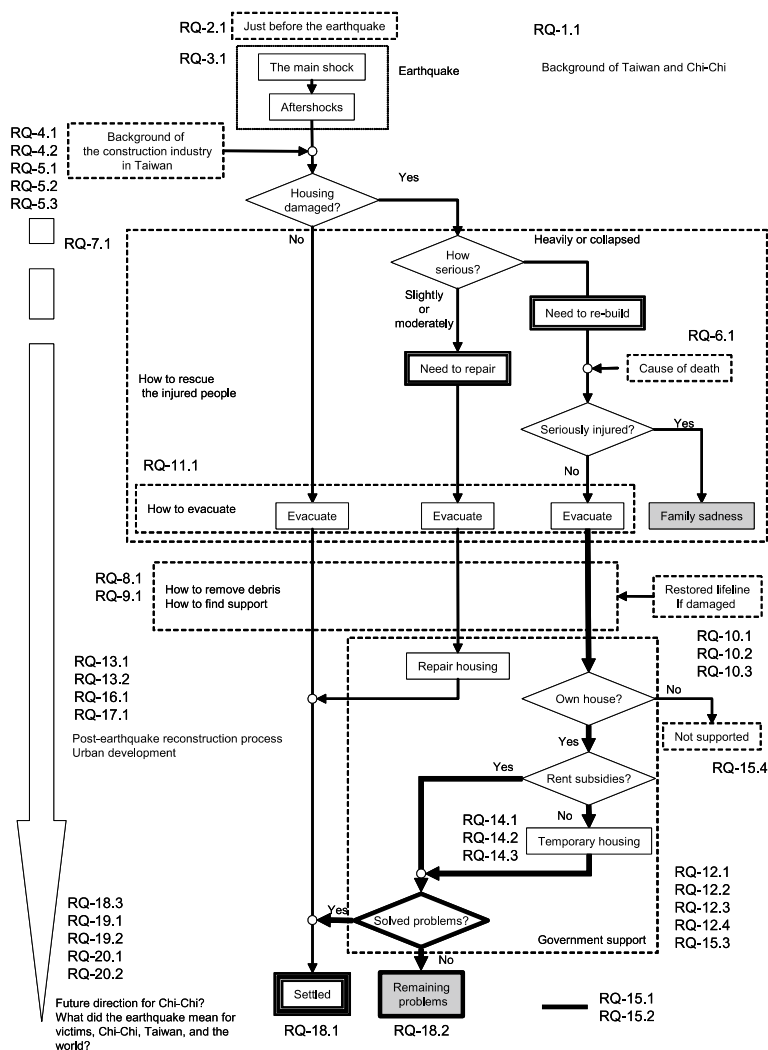 RQ-2.1
Just before the earthquake
RQ-1.1
RQ-3.1
The main shock
Earthquake
Background of Taiwan and Chi-Chi
Aftershocks
RQ-4.1
RQ-4.2
RQ-5.1
RQ-5.2
RQ-5.3
Background of
the construction industry
in Taiwan
Housing
damaged?
Yes
No
RQ-7.1
Heavily or collapsed
How
serious?
Slightly
or
moderately
Need to re-build
RQ-6.1
Need to repair
Cause of death
How to rescue
the injured people
Seriously injured?
Yes
No
RQ-11.1
How to evacuate
Evacuate
Evacuate
Evacuate
Family sadness
RQ-8.1
RQ-9.1
How to remove debris
How to find support
Restored lifeline
If damaged
RQ-10.1
RQ-10.2
RQ-10.3
RQ-13.1
RQ-13.2
RQ-16.1
RQ-17.1
Repair housing
Own house?
No
Yes
Not supported
Post-earthquake reconstruction process
Urban development
RQ-15.4
Yes
Rent subsidies?
No
RQ-14.1
RQ-14.2
RQ-14.3
Temporary housing
RQ-12.1
RQ-12.2
RQ-12.3
RQ-12.4
RQ-15.3
RQ-18.3
RQ-19.1
RQ-19.2
RQ-20.1
RQ-20.2
Yes
Solved problems?
No
Government support
Settled
Remaining
problems
RQ-18.1
RQ-18.2
RQ-15.1
RQ-15.2
Future direction for Chi-Chi?
What did the earthquake mean for
victims, Chi-Chi, Taiwan, and the
world?